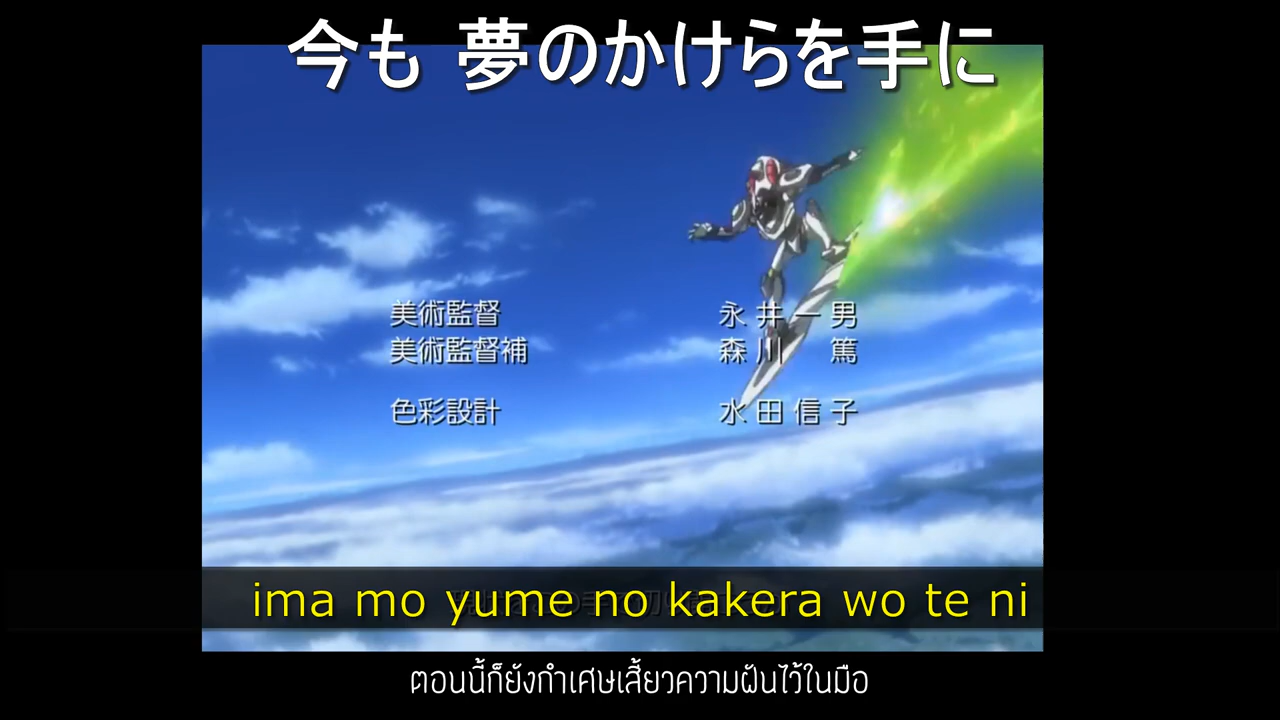 今も 夢のかけらを手に
美術監督 永井一男
美術監督補 森川 篤
色彩設計 水田信子
ima mo yume no kakera wo te ni
ตอนนี้ก็ยังกำเศษเสี้ยวความฝันไว้ในมือ